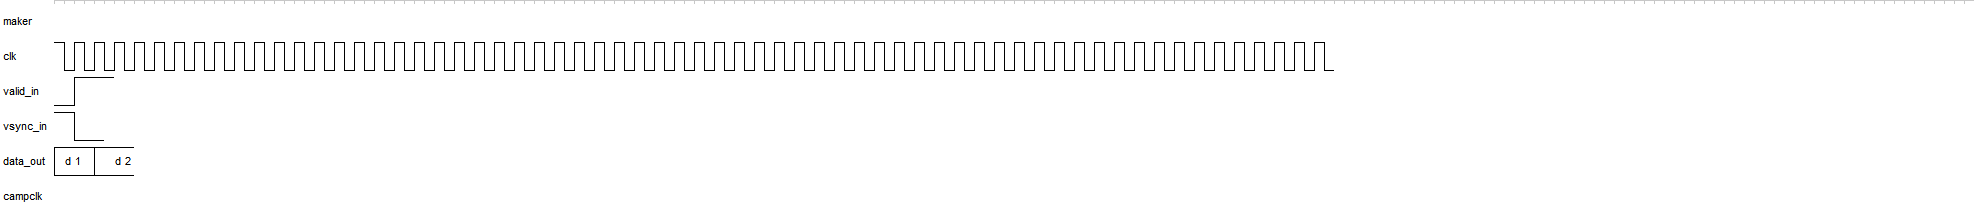 maker
clk
valid_in
vsync_in
data_out d 1 d 2
campclk